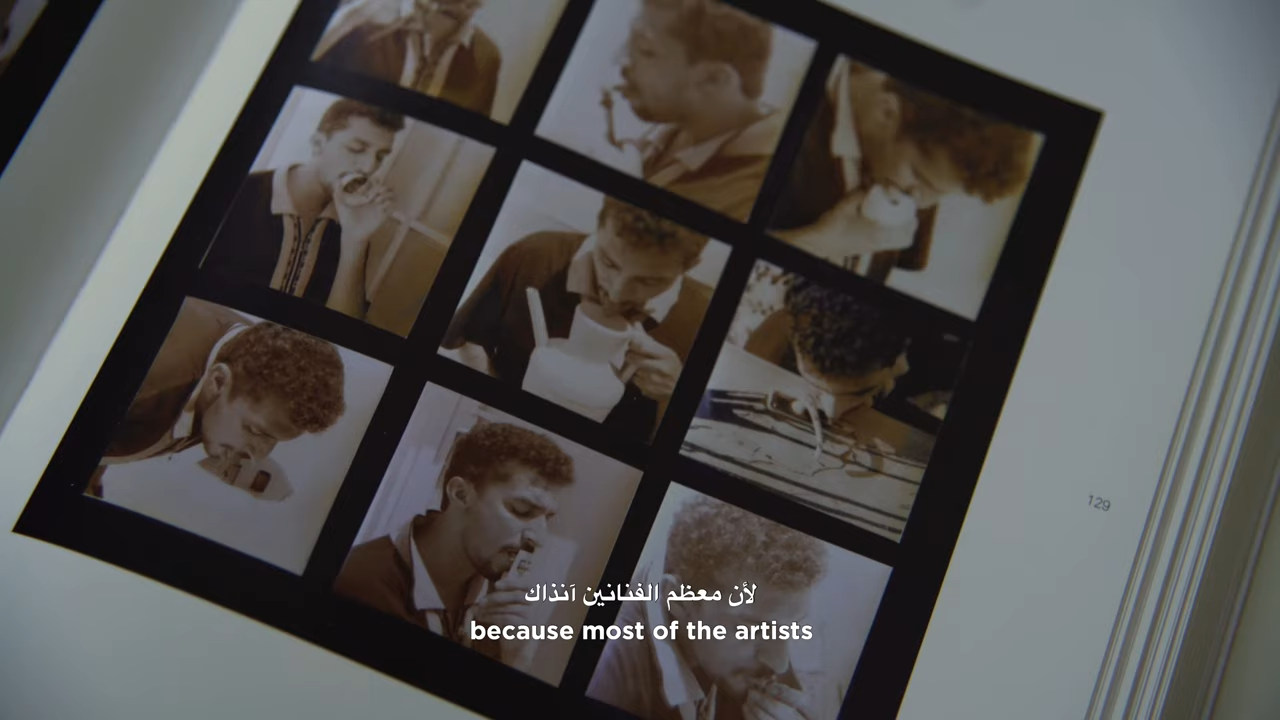 129
لأن معظم الفنانين آنذاك
because most of the artists